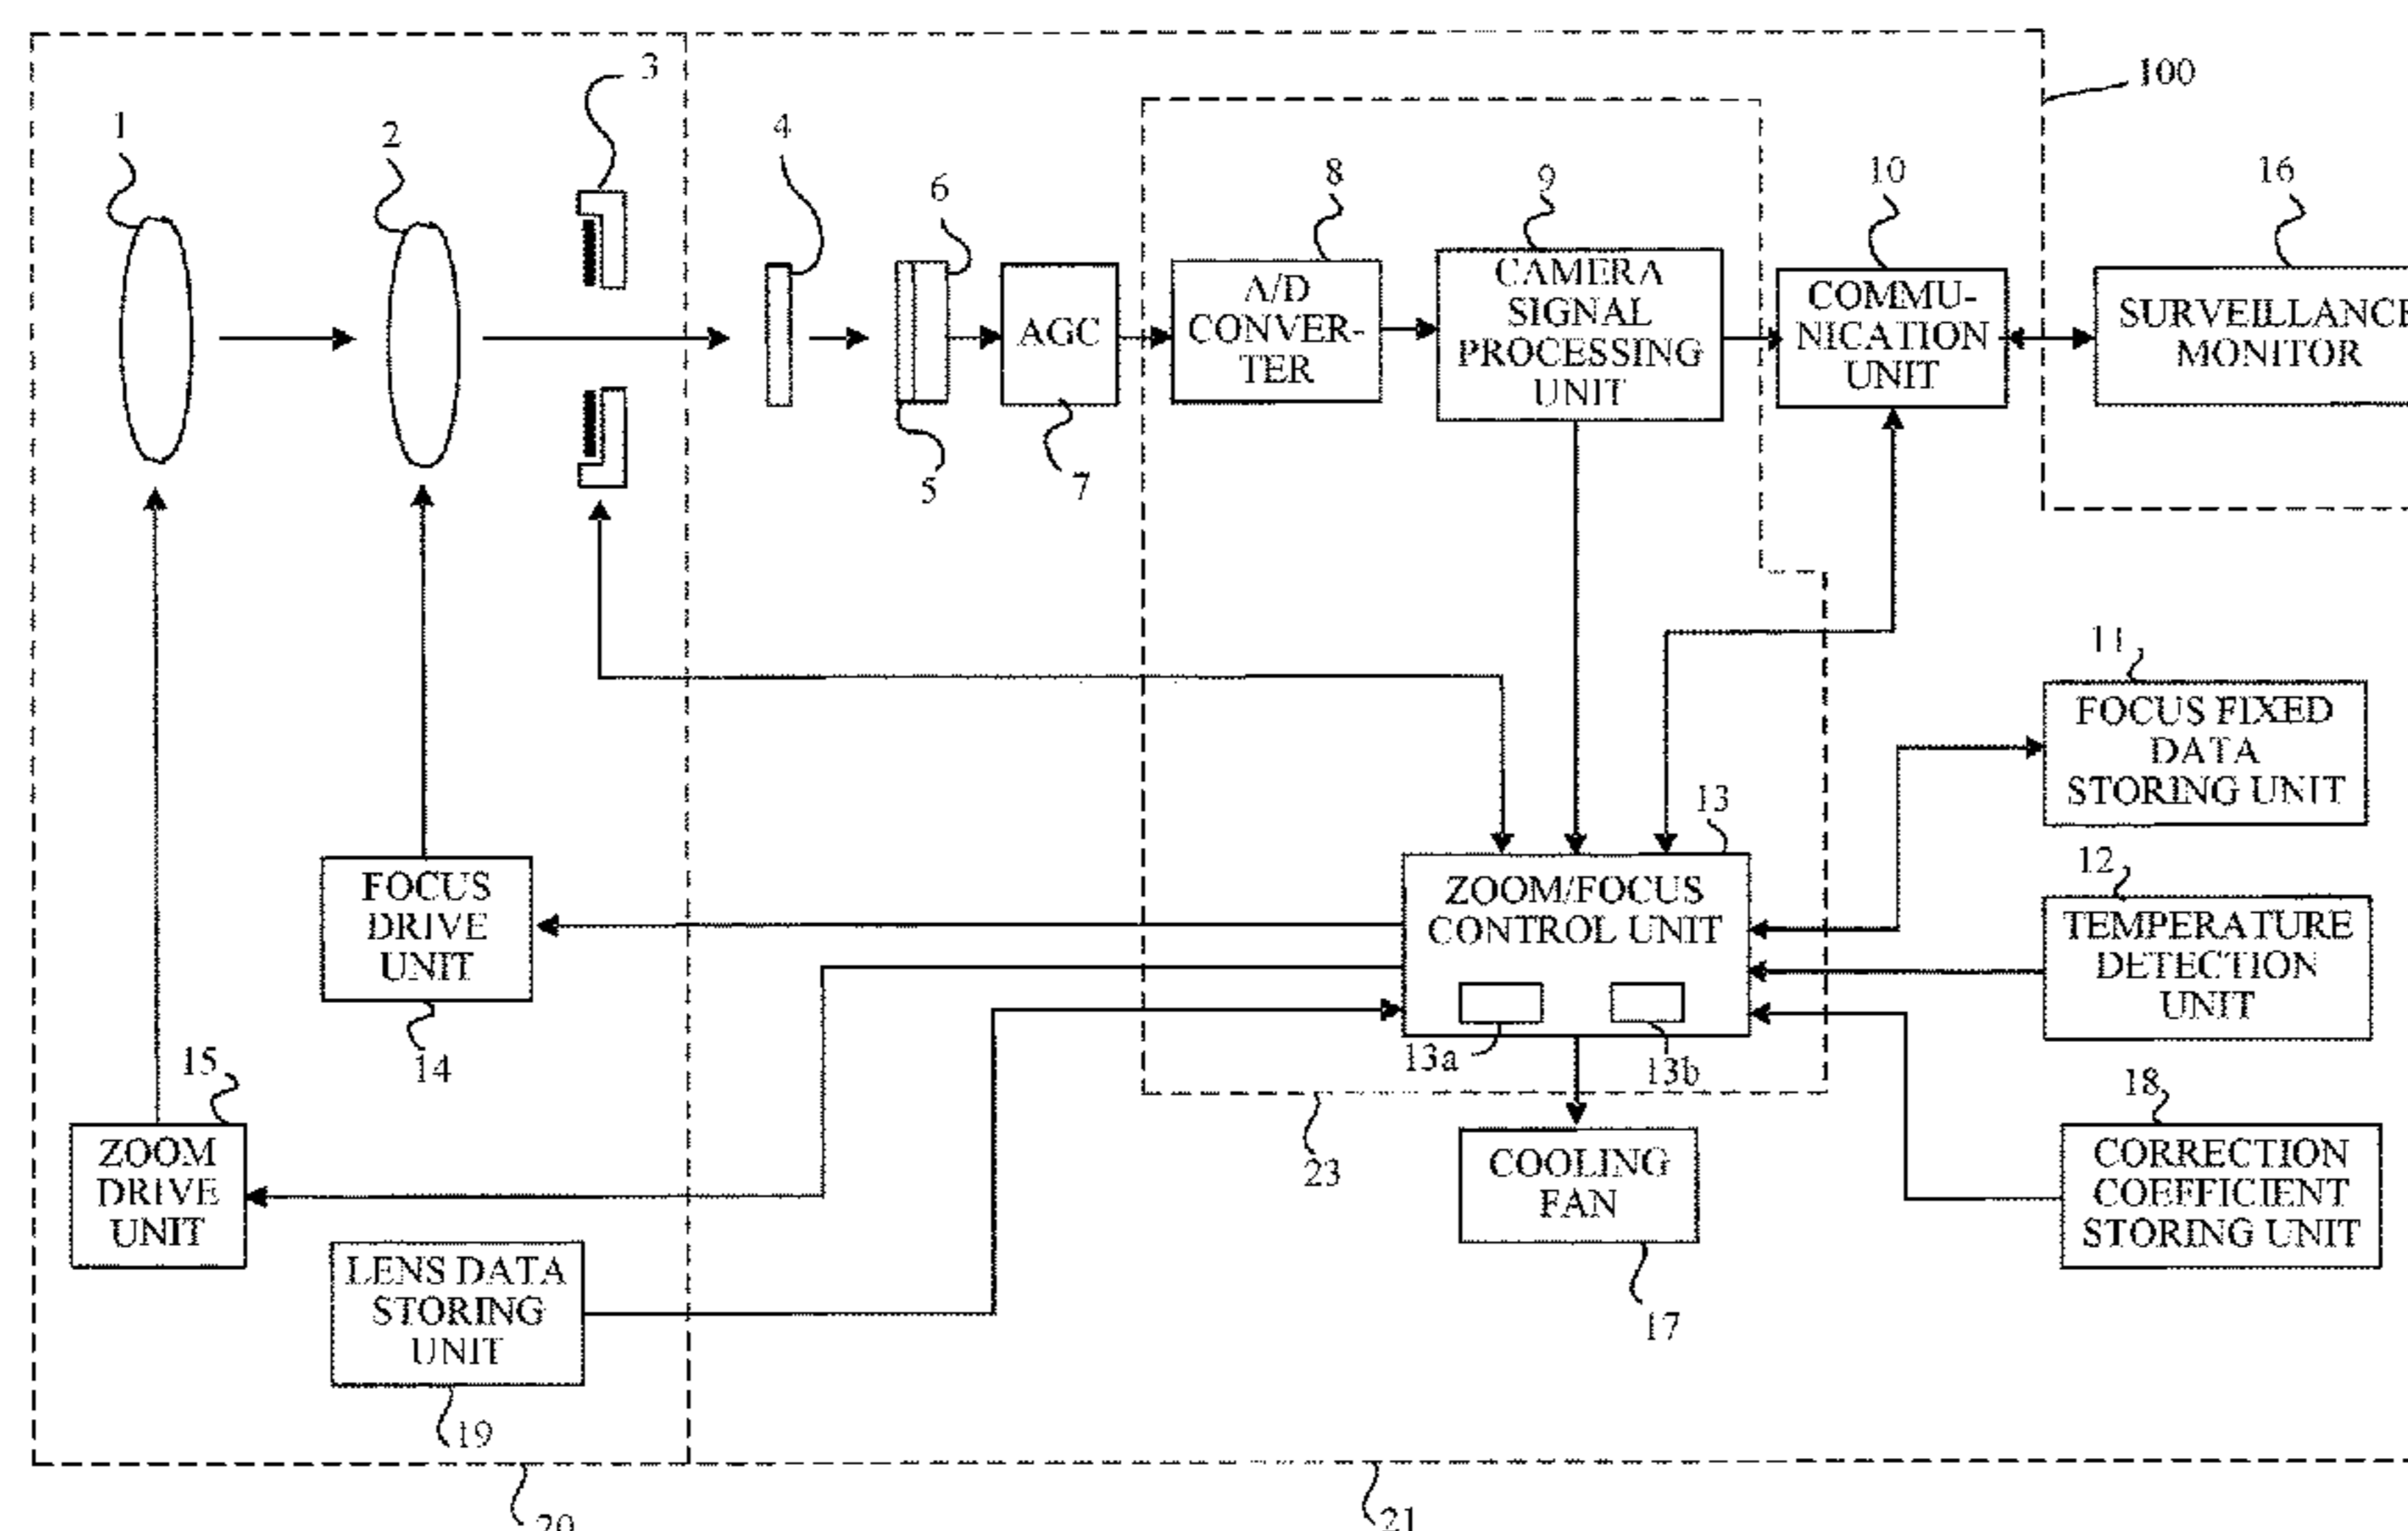 3
100
1
2
4
6
8
9
10
16
A/D
CONVER-
TER
CAMERA
SIGNAL
PROCESSING
UNIT
COMMU-
NICATION
UNIT
SURVEILLANCE
MONITOR
AGC
5
7
11
FOCUS FIXED
DATA
STORING UNIT
13
ZOOM/FOCUS
CONTROL UNIT
13a
13b
12
TEMPERATURE
DETECTION
UNIT
FOCUS
DRIVE
UNIT
14
15
ZOOM
DRIVE
UNIT
23
COOLING
FAN
17
18
CORRECTION
COEFFICIENT
STORING UNIT
LENS DATA
STORING
UNIT
19
20
21